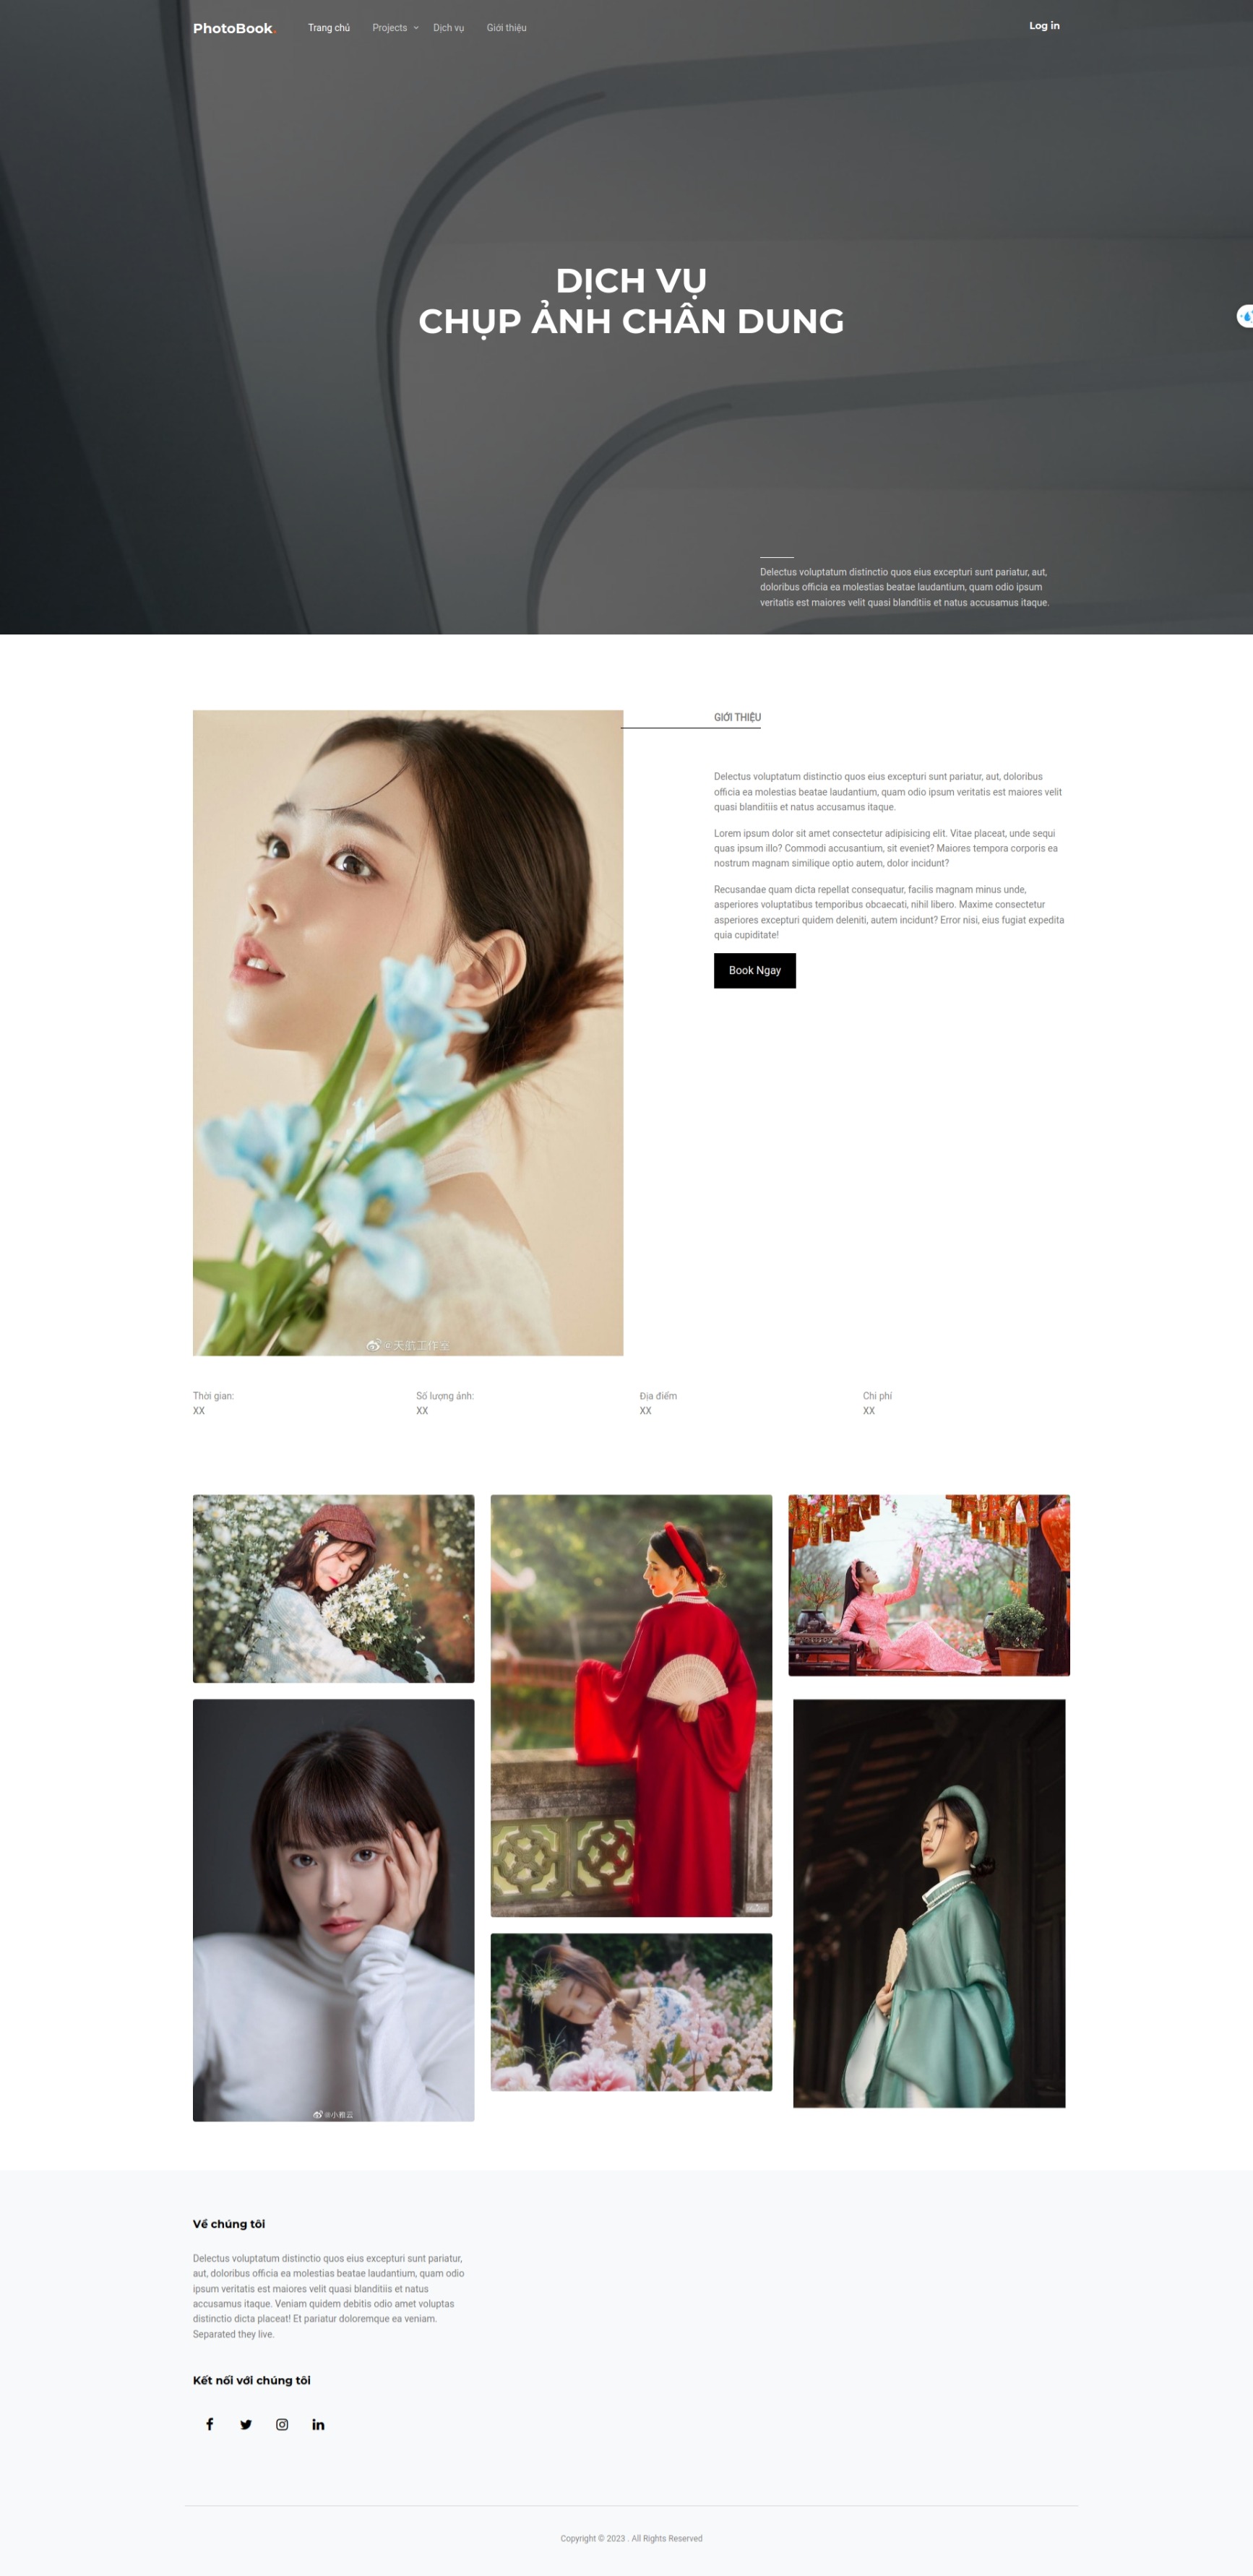 PhotoBook.
Trang chủ
Projects
Dịch vụ
Giới thiệu
Log in
DỊCH VỤ
CHỤP ẢNH CHÂN DUNG
Delectus voluptatum distinctio quos eius excepturi sunt pariatur, aut,
doloribus officia ea molestias beatae laudantium, quam odio ipsum
veritatis est maiores velit quasi blanditiis et natus accusamus itaque.
GIỚI THIỆU
Delectus voluptatum distinctio quos eius excepturi sunt pariatur, aut, doloribus
officia ea molestias beatae laudantium, quam odio ipsum veritatis est maiores velit
quasi blanditiis et natus accusamus itaque.
Lorem ipsum dolor sit amet consectetur adipisicing elit. Vitae placeat, unde sequi
quas ipsum illo? Commodi accusantium, sit eveniet? Maiores tempora corporis ea
nostrum magnam similique optio autem, dolor incidunt?
Recusandae quam dicta repellat consequatur, facilis magnam minus unde,
asperiores voluptatibus temporibus obcaecati, nihil libero. Maxime consectetur
asperiores excepturi quidem deleniti, autem incidunt? Error nisi, eius fugiat expedita
quia cupiditate!
Book Ngay
@天航工作室
Thời gian:
XX
Số lượng ảnh:
XX
Địa điểm
XX
Chi phí
XX
@小粮云
Về chúng tôi
Delectus voluptatum distinctio quos eius excepturi sunt pariatur,
aut, doloribus officia ea molestias beatae laudantium, quam odio
ipsum veritatis est maiores velit quasi blanditiis et natus
accusamus itaque. Veniam quidem debitis odio amet voluptas
distinctio dicta placeat! Et pariatur doloremque ea veniam.
Separated they live.
Kết nối với chúng tôi
Copyright © 2023 . All Rights Reserved